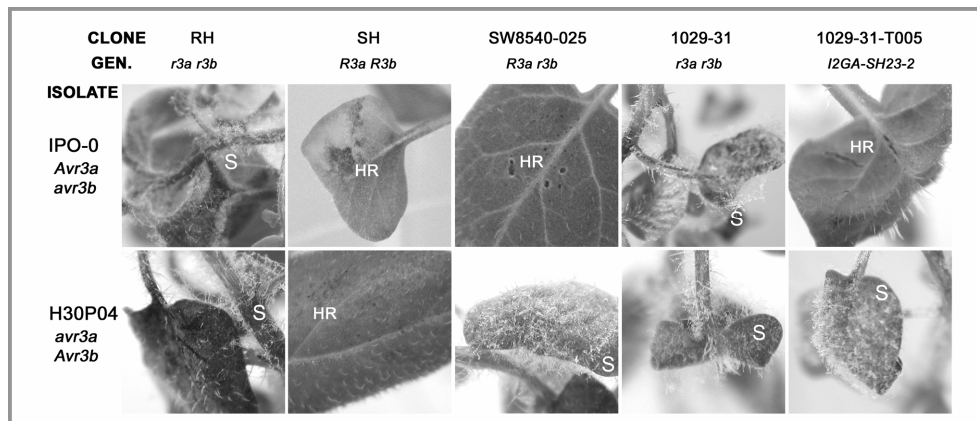 CLONE RH SH SW8540-025 1029-31 1029-31-T005
GEN. r3a r3b R3a R3b R3a r3b r3a r3b I2GA-SH23-2
ISOLATE
IPO-0
Avr3a
avr3b
S HR HR S HR
H30P04
avr3a
Avr3b
S HR S S S